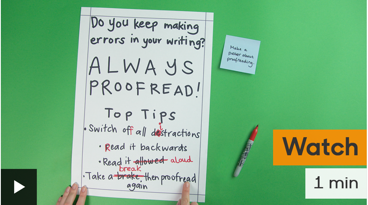 Do you keep making
errors in your writing?
ALWAYS
PROOFREAD!
Top Tips
• Switch off all distractions
• Read it backwards
• Read it allowed aloud
break
• Take a brake, then proofread
again
Make a
poster about
proofreading.
Watch
1 min